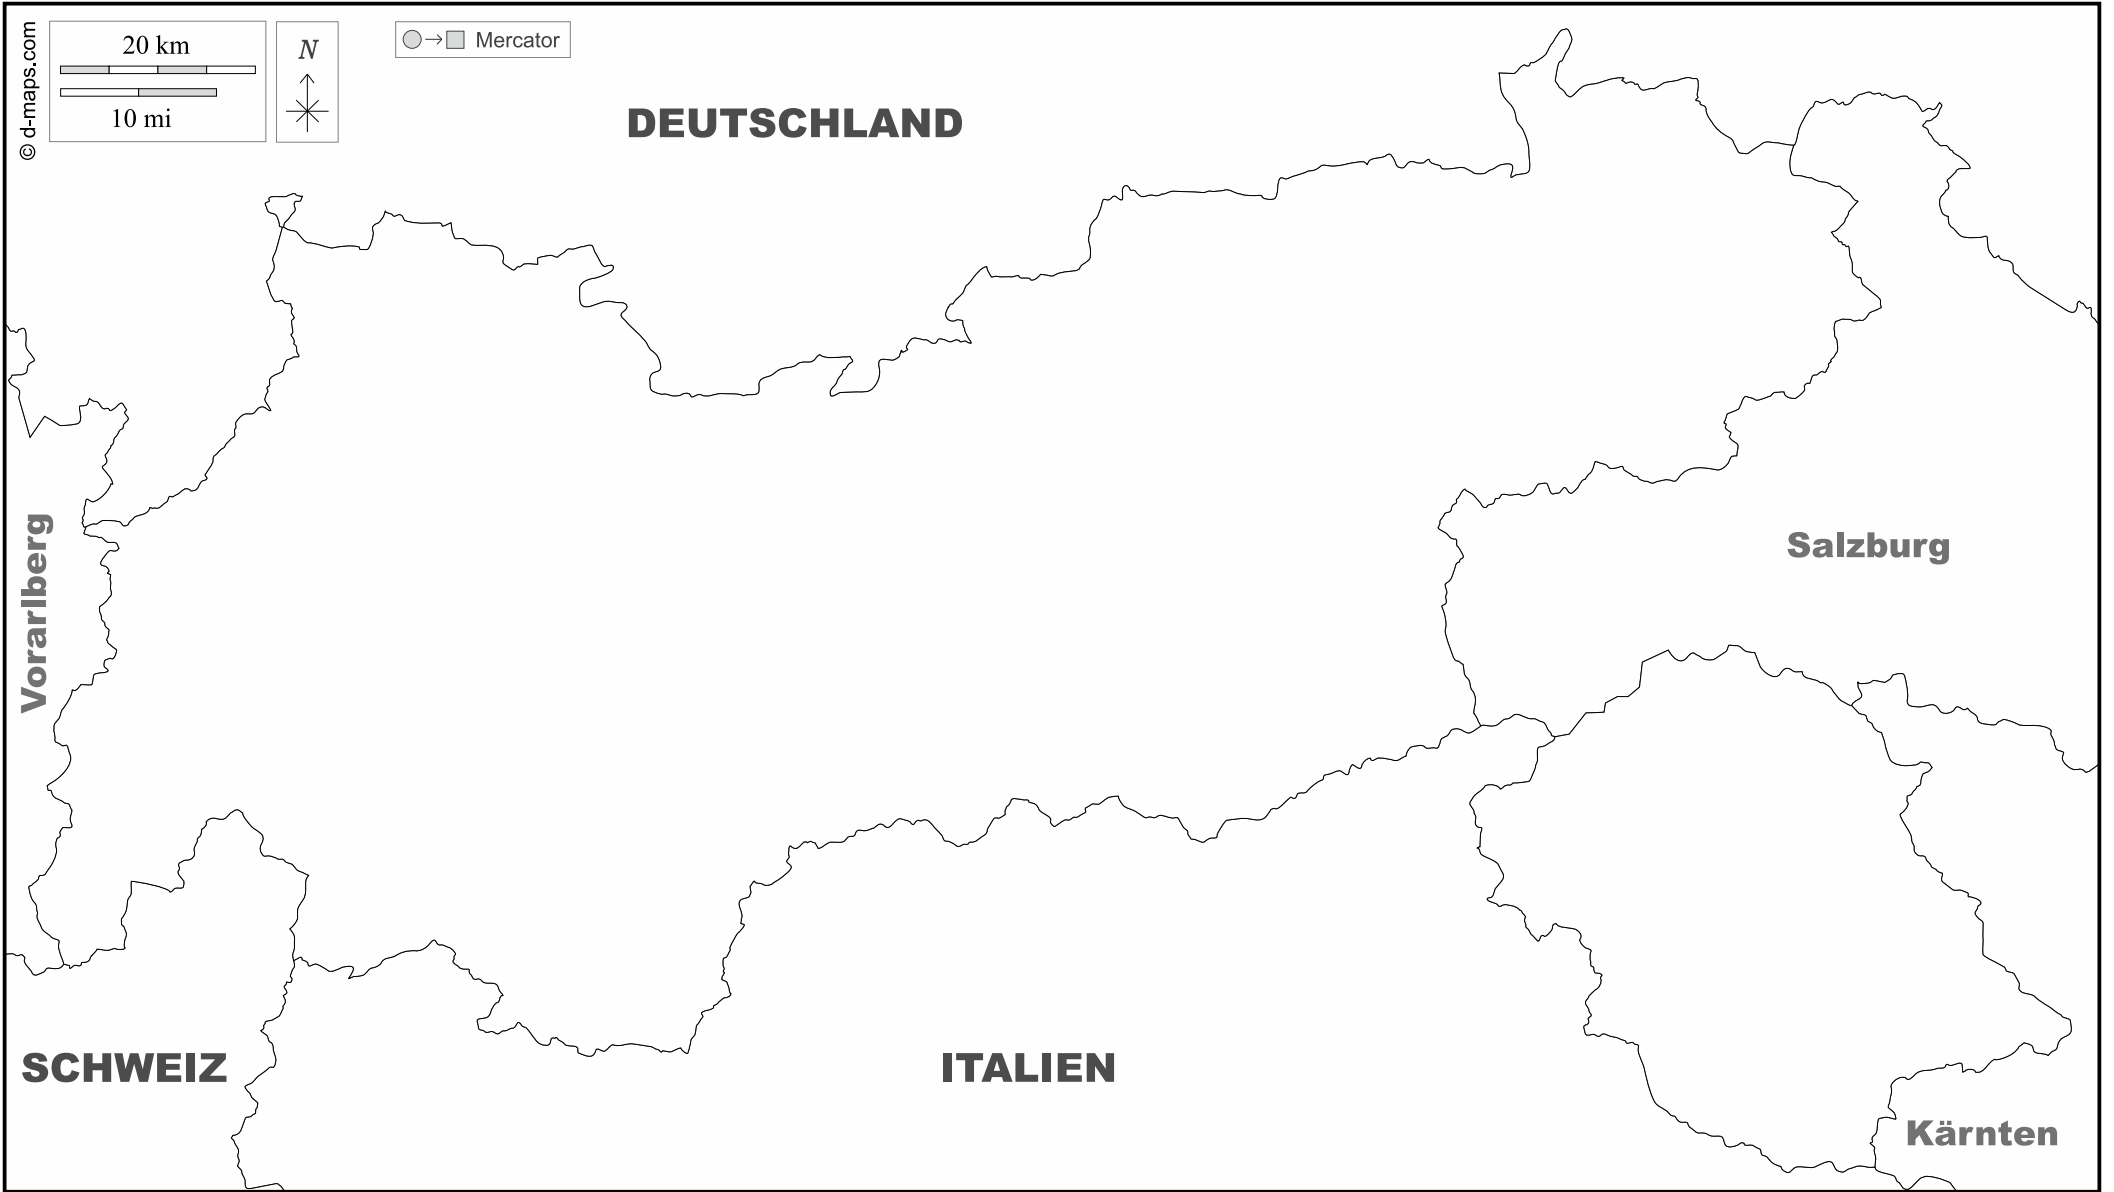 © d-maps.com
20 km
10 mi
N
Mercator
DEUTSCHLAND
Vorarlberg
Salzburg
SCHWEIZ
ITALIEN
Kärnten